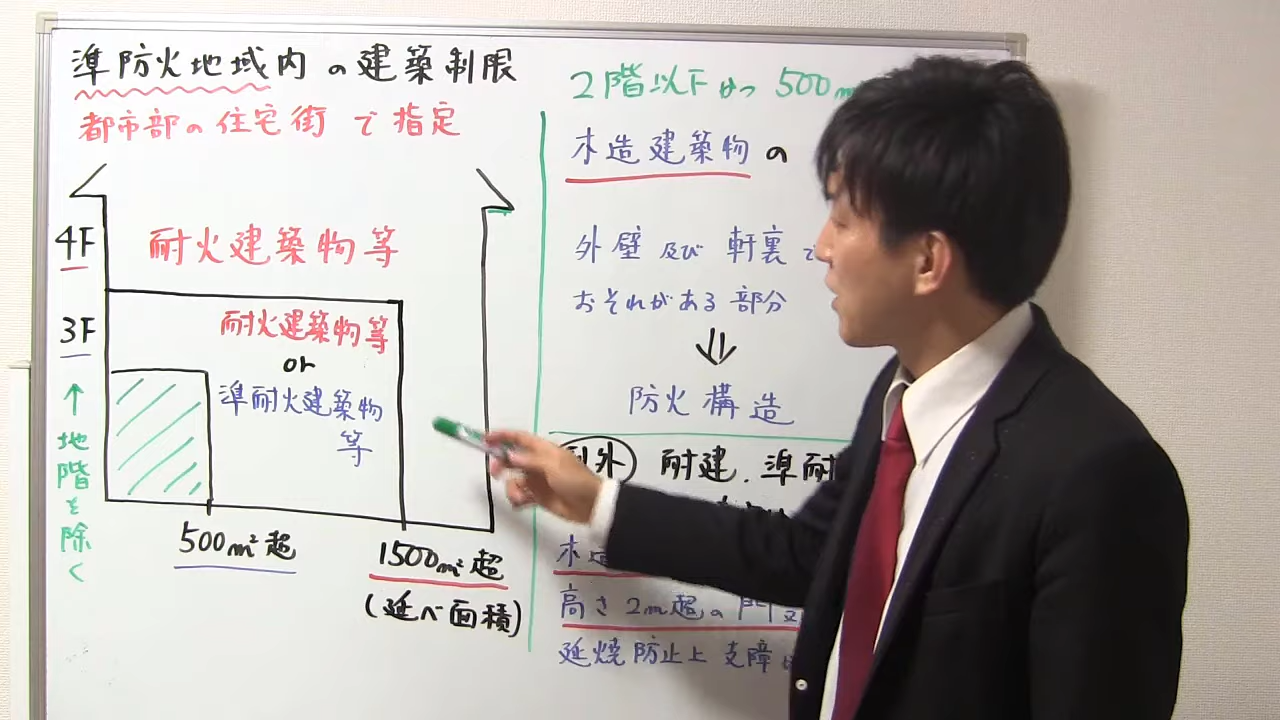 準防火地域内の建築制限
都市部の住宅街で指定
4F
耐火建築物等
3F
耐火建築物等
or
準耐火建築物
等
↑地階を除く
500m²超
1500m²超
(延べ面積)
2階以下かつ 500m
木造建築物の
外壁及び軒裏で
おそれがある部分
⇓
防火構造
例外 耐建.準耐
木造
高さ2m超の門
延焼防止上支障